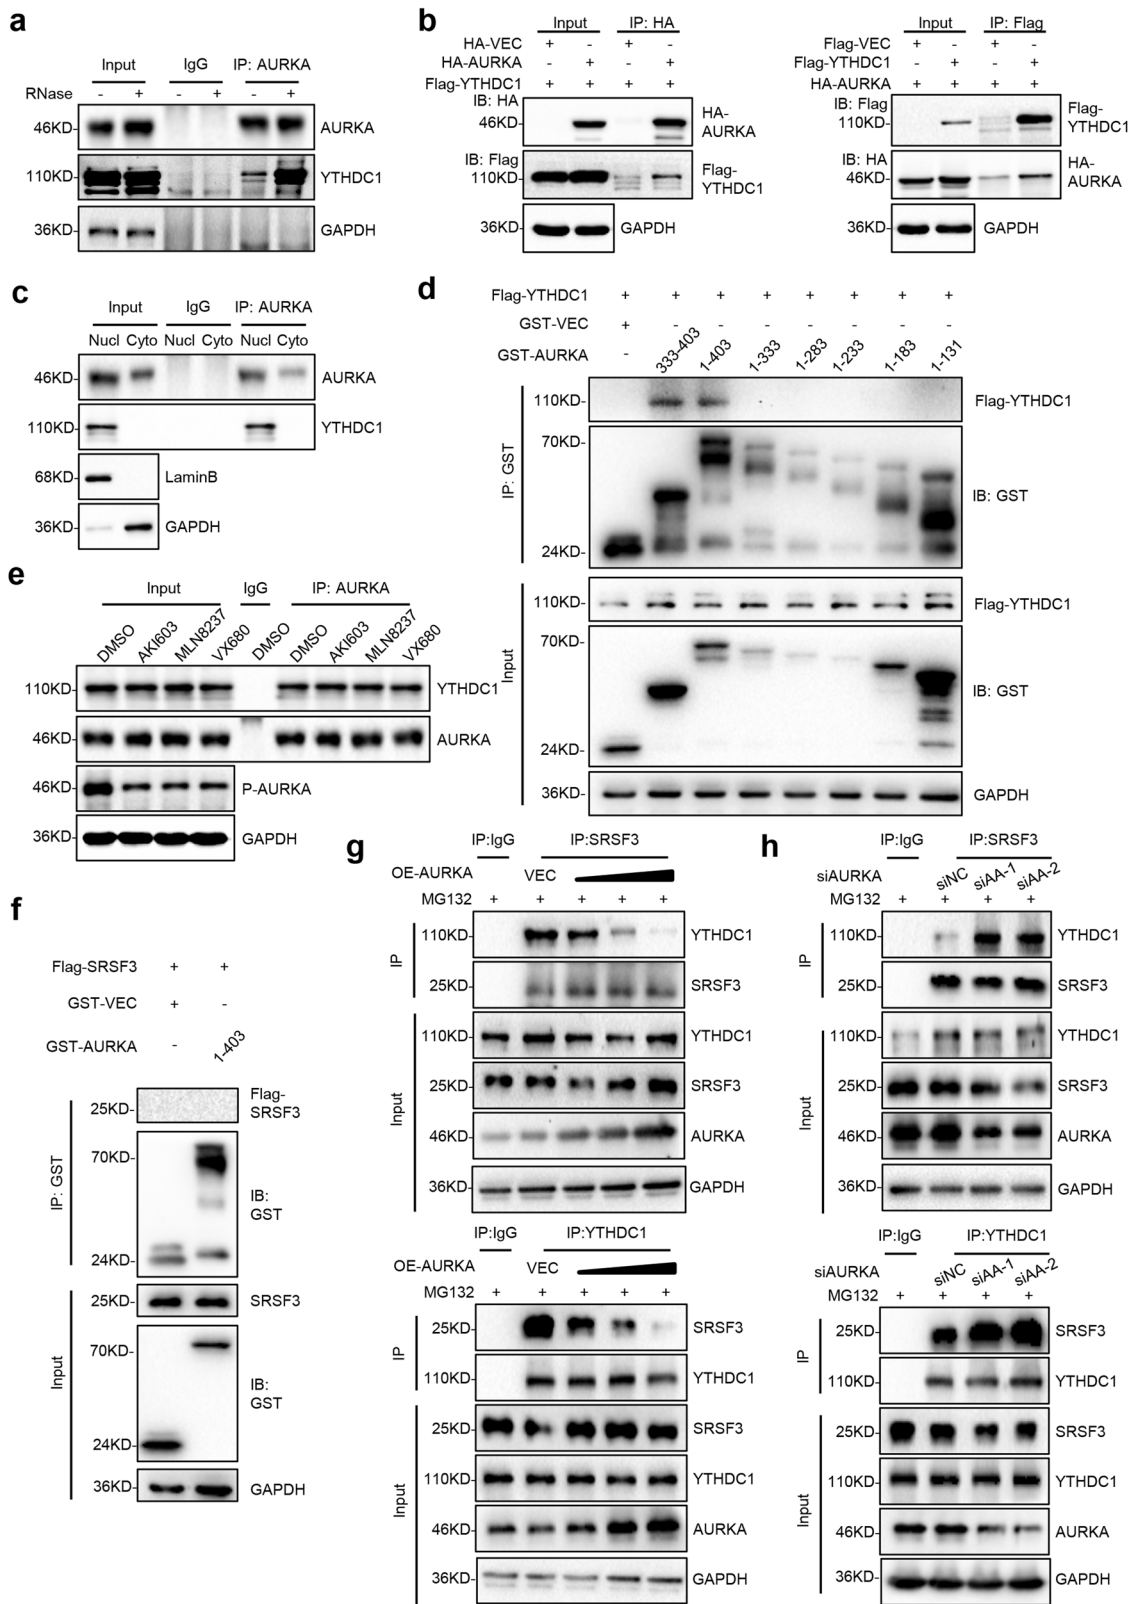 a
Input IgG IP: AURKA
RNase - + - + - +
46KD- AURKA
110KD- YTHDC1
36KD- GAPDH
b
Input IP: HA
HA-VEC + - + -
HA-AURKA - + - +
Flag-YTHDC1 + + + +
IB: HA
46KD- HA-
AURKA
IB: Flag
110KD- Flag-
YTHDC1
36KD- GAPDH
Input IP: Flag
Flag-VEC + - + -
Flag-YTHDC1 - + - +
HA-AURKA + + + +
IB: Flag
110KD- Flag-
YTHDC1
IB: HA
46KD- HA-
AURKA
36KD- GAPDH
c
Input IgG IP: AURKA
Nucl Cyto Nucl Cyto Nucl Cyto
46KD- AURKA
110KD- YTHDC1
68KD- LaminB
36KD- GAPDH
d
Flag-YTHDC1 + + + + + + + +
GST-VEC + - - - - - - -
GST-AURKA - 333-403 1-403 1-333 1-283 1-233 1-183 1-131
IP: GST
110KD- Flag-YTHDC1
70KD-
IB: GST
24KD-
Input
110KD- Flag-YTHDC1
70KD-
IB: GST
24KD-
36KD- GAPDH
e
Input IgG IP: AURKA
DMSO AKI603 MLN8237 VX680 DMSO DMSO AKI603 MLN8237 VX680
110KD- YTHDC1
46KD- AURKA
46KD- P-AURKA
36KD- GAPDH
f
Flag-SRSF3 + +
GST-VEC + -
GST-AURKA - 1-403
IP: GST
25KD- Flag-
SRSF3
70KD-
IB:
GST
24KD-
Input
25KD- SRSF3
70KD-
IB:
GST
24KD-
36KD- GAPDH
g
IP:IgG IP:SRSF3
OE-AURKA VEC
MG132 + + + + +
IP
110KD- YTHDC1
25KD- SRSF3
Input
110KD- YTHDC1
25KD- SRSF3
46KD- AURKA
36KD- GAPDH
IP:IgG IP:YTHDC1
OE-AURKA VEC
MG132 + + + + +
IP
25KD- SRSF3
110KD- YTHDC1
Input
25KD- SRSF3
110KD- YTHDC1
46KD- AURKA
36KD- GAPDH
h
IP:IgG IP:SRSF3
siAURKA siNC siAA-1 siAA-2
MG132 + + + +
IP
110KD- YTHDC1
25KD- SRSF3
Input
110KD- YTHDC1
25KD- SRSF3
46KD- AURKA
36KD- GAPDH
IP:IgG IP:YTHDC1
siAURKA siNC siAA-1 siAA-2
MG132 + + + +
IP
25KD- SRSF3
110KD- YTHDC1
Input
25KD- SRSF3
110KD- YTHDC1
46KD- AURKA
36KD- GAPDH